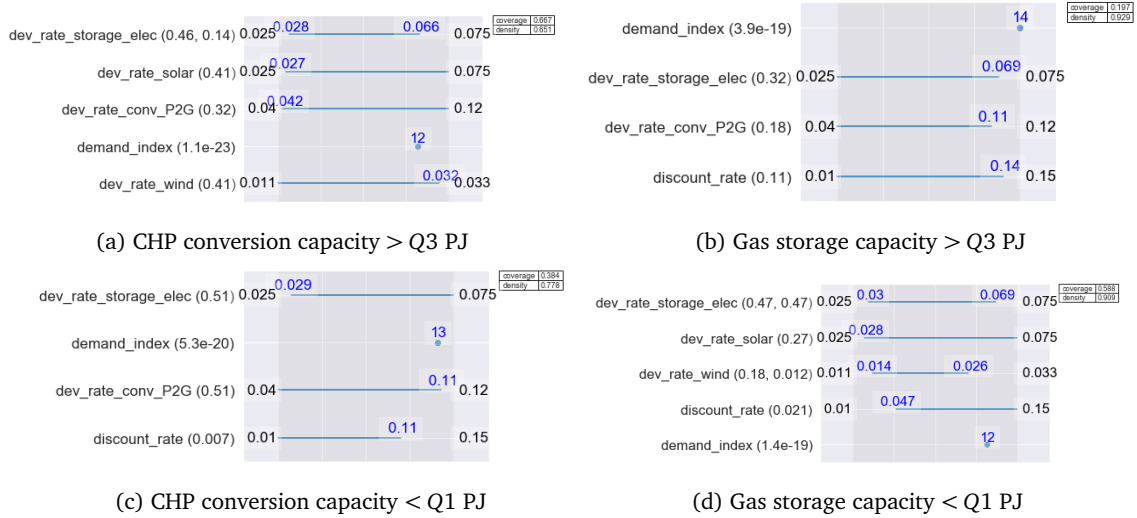 dev_rate_storage_elec (0.46, 0.14) 0.025 0.028 0.066 0.075
dev_rate_solar (0.41) 0.025 0.027 0.075
dev_rate_conv_P2G (0.32) 0.04 0.042 0.12
demand_index (1.1e-23) 12
dev_rate_wind (0.41) 0.011 0.032 0.033
coverage 0.667
density 0.651
(a) CHP conversion capacity > Q3 PJ
demand_index (3.9e-19) 14
dev_rate_storage_elec (0.32) 0.025 0.069 0.075
dev_rate_conv_P2G (0.18) 0.04 0.11 0.12
discount_rate (0.11) 0.01 0.14 0.15
coverage 0.197
density 0.929
(b) Gas storage capacity > Q3 PJ
dev_rate_storage_elec (0.51) 0.025 0.029 0.075
demand_index (5.3e-20) 13
dev_rate_conv_P2G (0.51) 0.04 0.11 0.12
discount_rate (0.007) 0.01 0.11 0.15
coverage 0.384
density 0.778
(c) CHP conversion capacity < Q1 PJ
dev_rate_storage_elec (0.47, 0.47) 0.025 0.03 0.069 0.075
dev_rate_solar (0.27) 0.025 0.028 0.075
dev_rate_wind (0.18, 0.012) 0.011 0.014 0.026 0.033
discount_rate (0.021) 0.01 0.047 0.15
demand_index (1.4e-19) 12
coverage 0.588
density 0.909
(d) Gas storage capacity < Q1 PJ